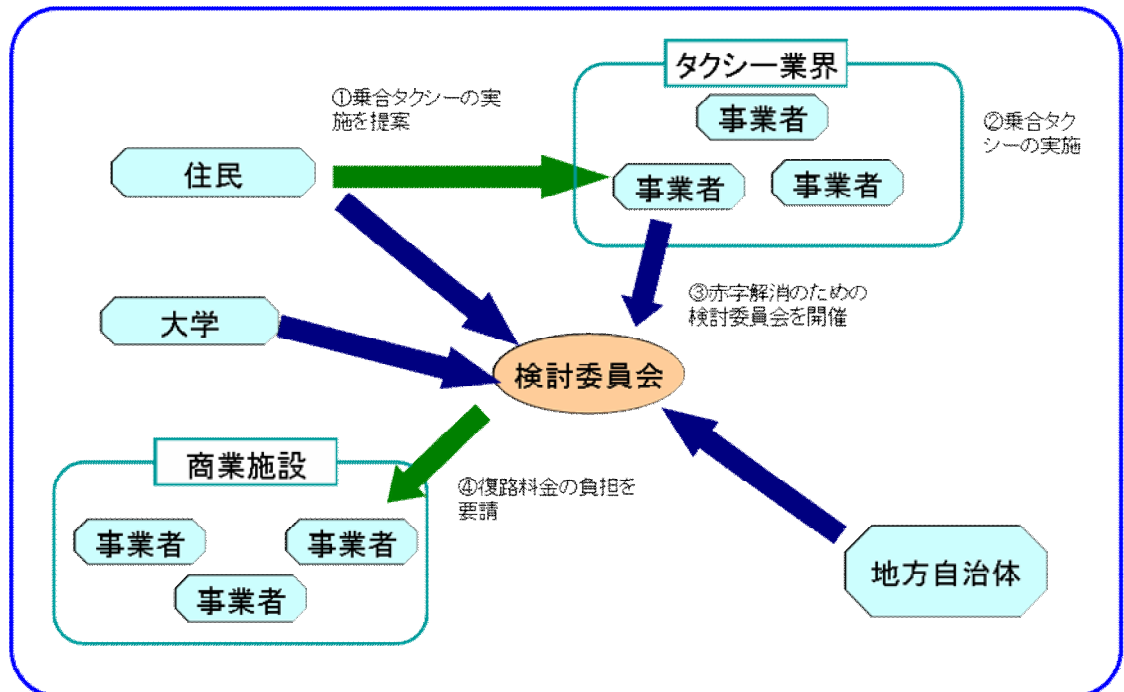 タクシー業界
①乗合タクシーの実
施を提案
事業者
②乗合タク
シーの実施
住民
事業者
事業者
③赤字解消のための
検討委員会を開催
大学
検討委員会
商業施設
④復路料金の負担を
要請
事業者
事業者
事業者
地方自治体